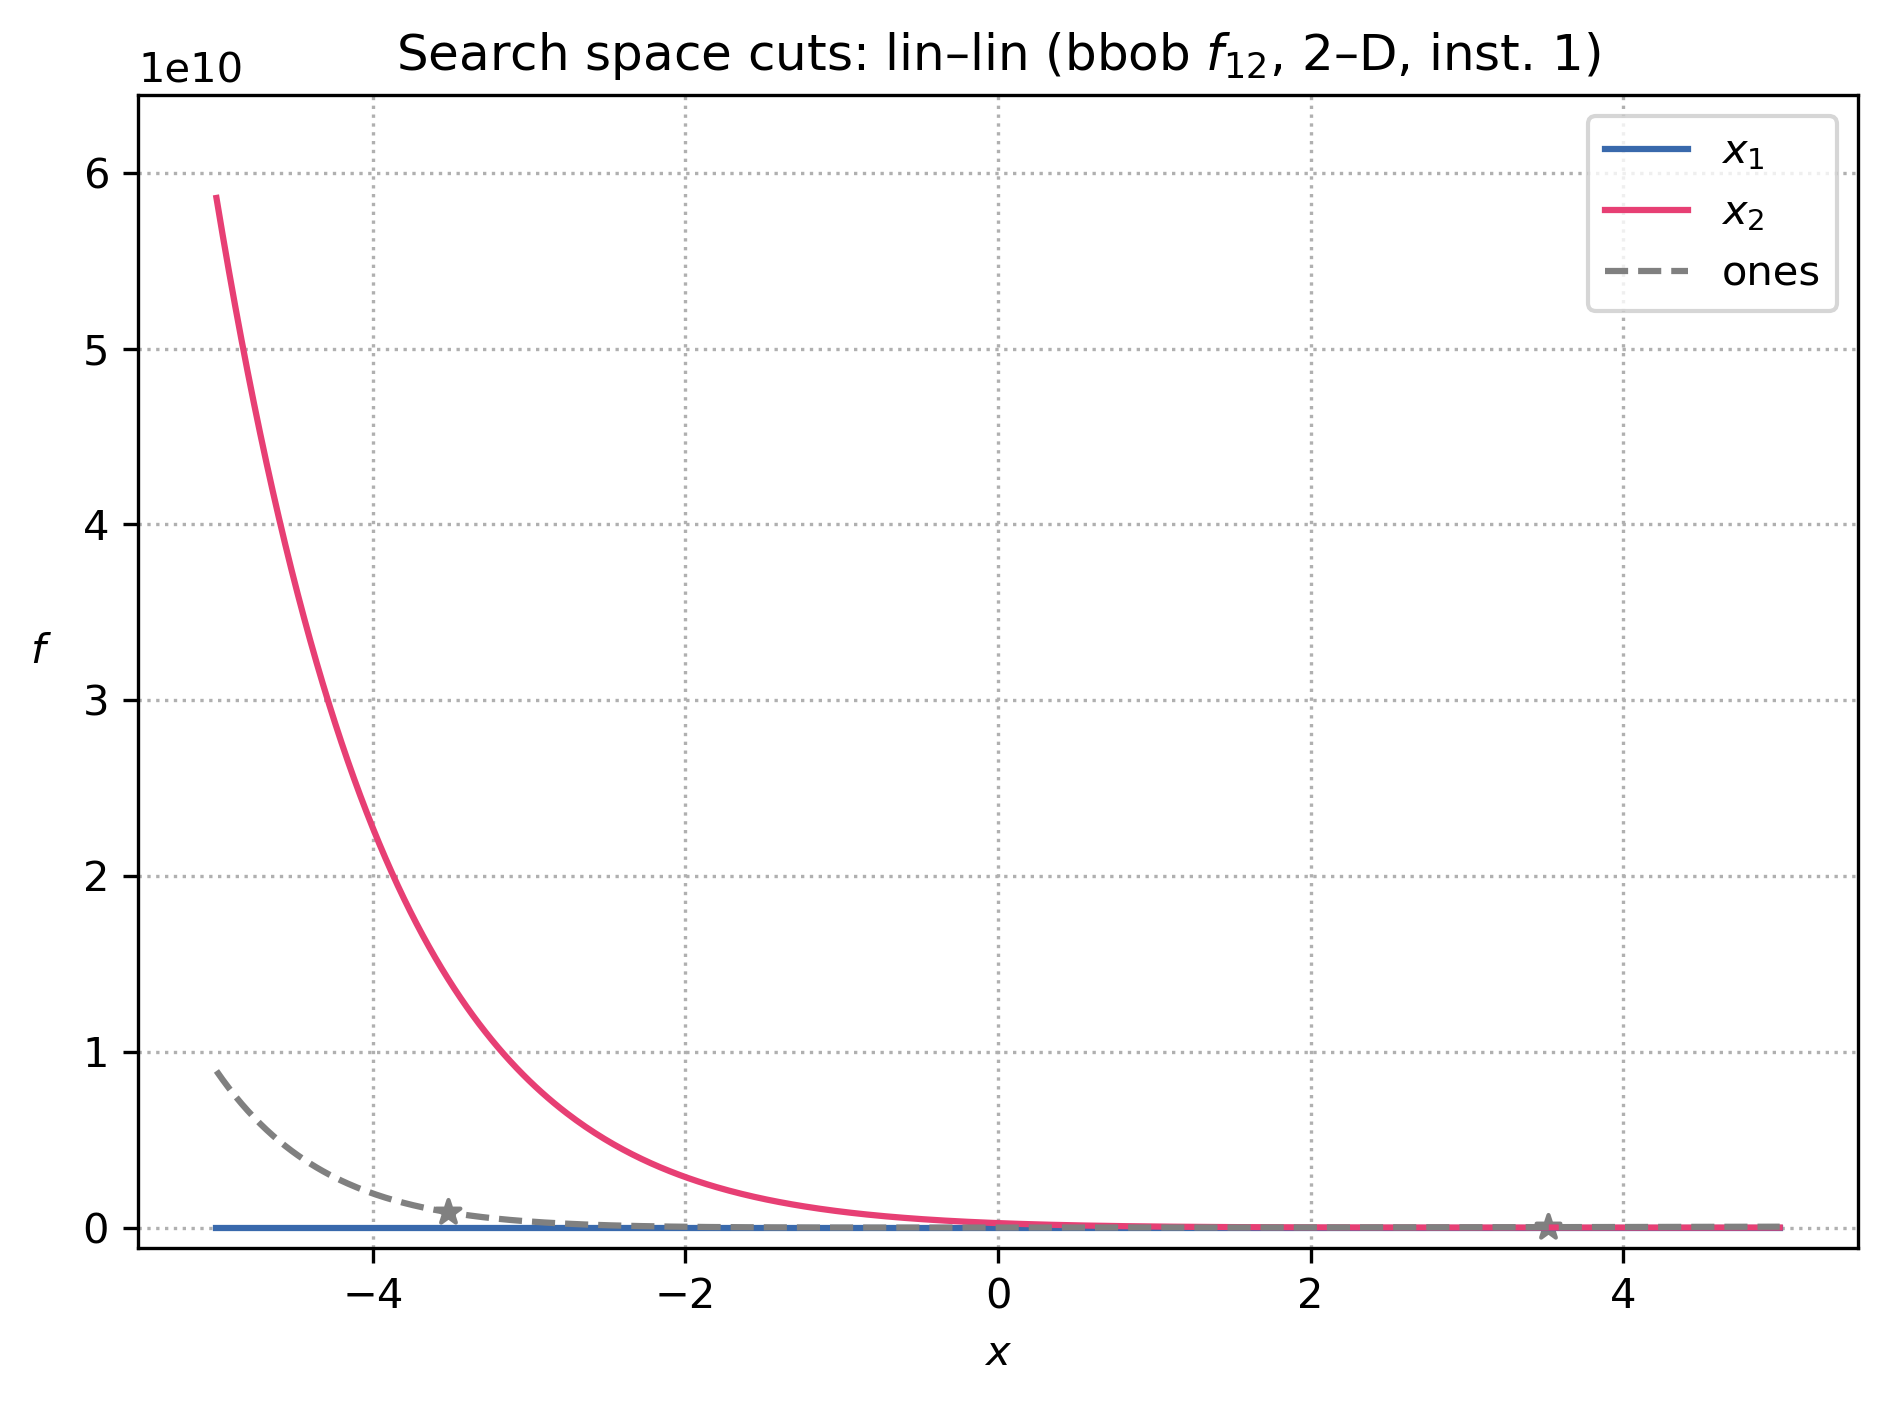 Search space cuts: lin–lin (bbob f₁₂, 2–D, inst. 1)
1e10
x₁
x₂
ones
6
5
4
3
2
1
0
f
−4 −2 0 2 4
x